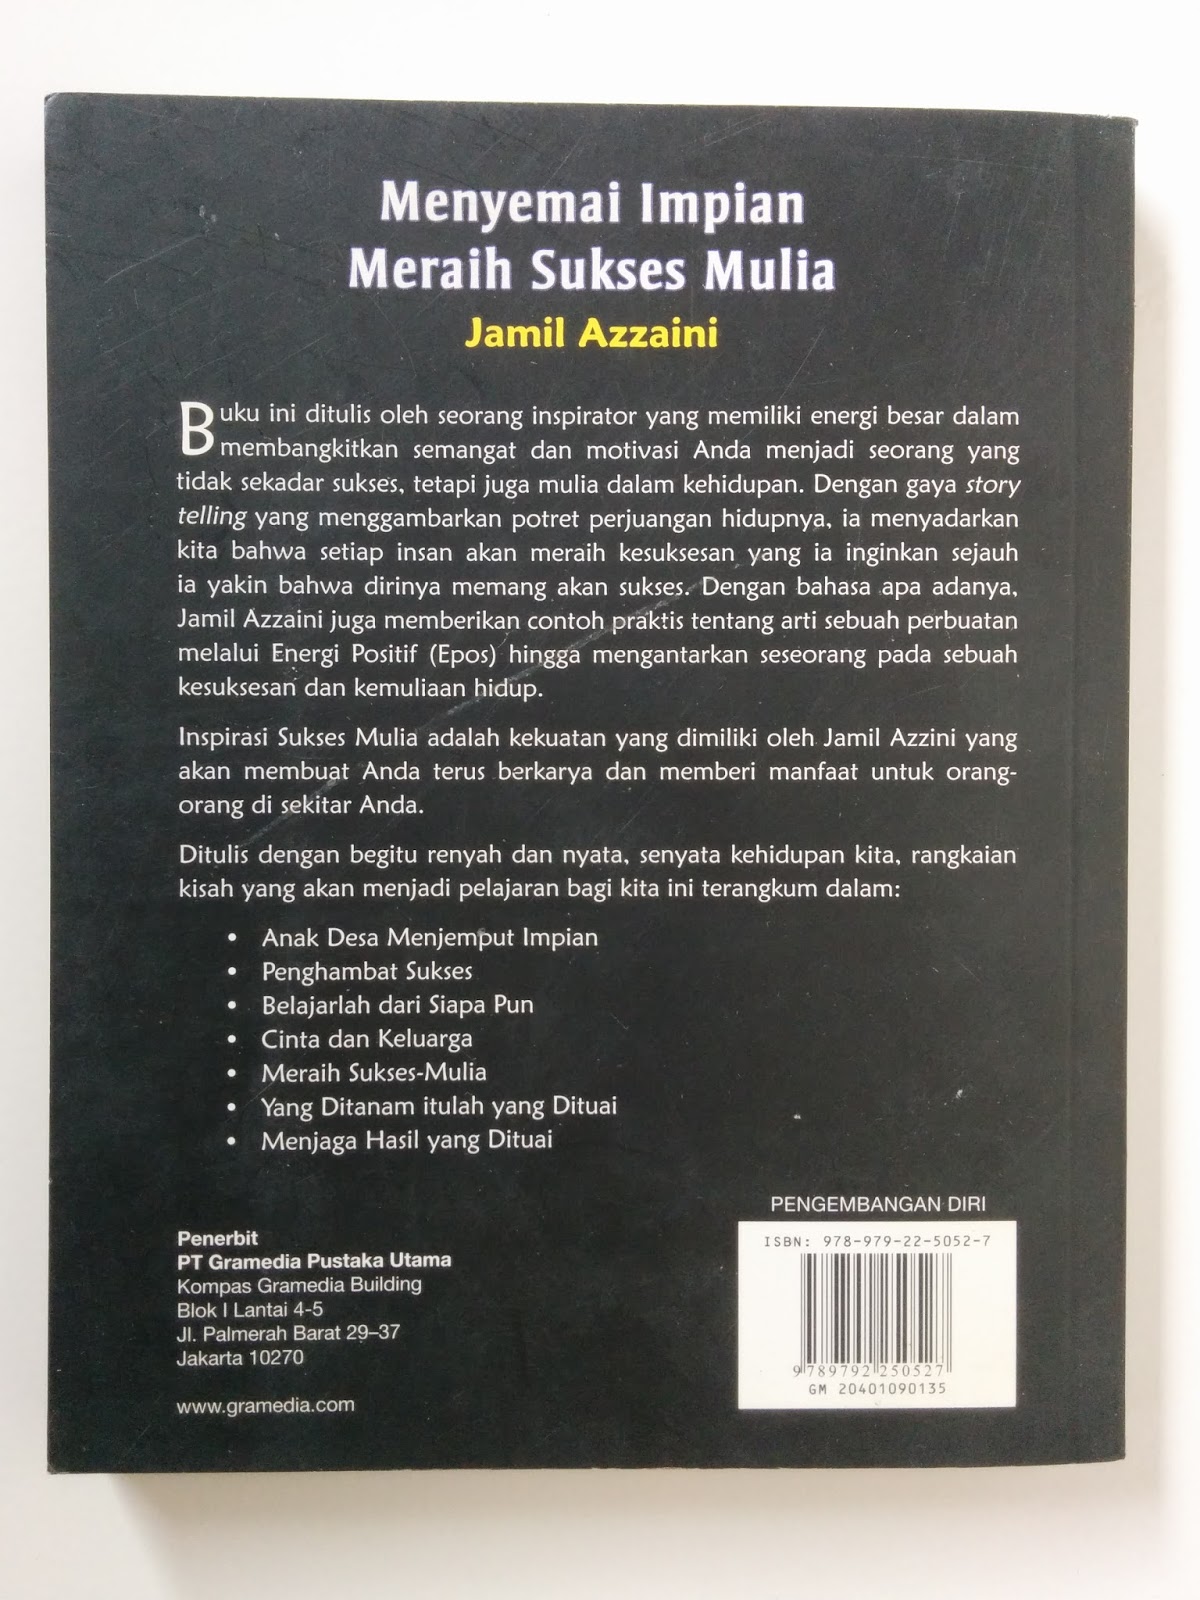 Menyemai Impian
Meraih Sukses Mulia
Jamil Azzaini
Buku ini ditulis oleh seorang inspirator yang memiliki energi besar dalam
membangkitkan semangat dan motivasi Anda menjadi seorang yang
tidak sekadar sukses, tetapi juga mulia dalam kehidupan. Dengan gaya story
telling yang menggambarkan potret perjuangan hidupnya, ia menyadarkan
kita bahwa setiap insan akan meraih kesuksesan yang ia inginkan sejauh
ia yakin bahwa dirinya memang akan sukses. Dengan bahasa apa adanya,
Jamil Azzaini juga memberikan contoh praktis tentang arti sebuah perbuatan
melalui Energi Positif (Epos) hingga mengantarkan seseorang pada sebuah
kesuksesan dan kemuliaan hidup.
Inspirasi Sukses Mulia adalah kekuatan yang dimiliki oleh Jamil Azzini yang
akan membuat Anda terus berkarya dan memberi manfaat untuk orang-
orang di sekitar Anda.
Ditulis dengan begitu renyah dan nyata, senyata kehidupan kita, rangkaian
kisah yang akan menjadi pelajaran bagi kita ini terangkum dalam:
• Anak Desa Menjemput Impian
• Penghambat Sukses
• Belajarlah dari Siapa Pun
• Cinta dan Keluarga
• Meraih Sukses-Mulia
• Yang Ditanam itulah yang Dituai
• Menjaga Hasil yang Dituai
Penerbit
PT Gramedia Pustaka Utama
Kompas Gramedia Building
Blok I Lantai 4-5
Jl. Palmerah Barat 29–37
Jakarta 10270
www.gramedia.com
PENGEMBANGAN DIRI
ISBN: 978-979-22-5052-7
9 789792 250527
GM 20401090135